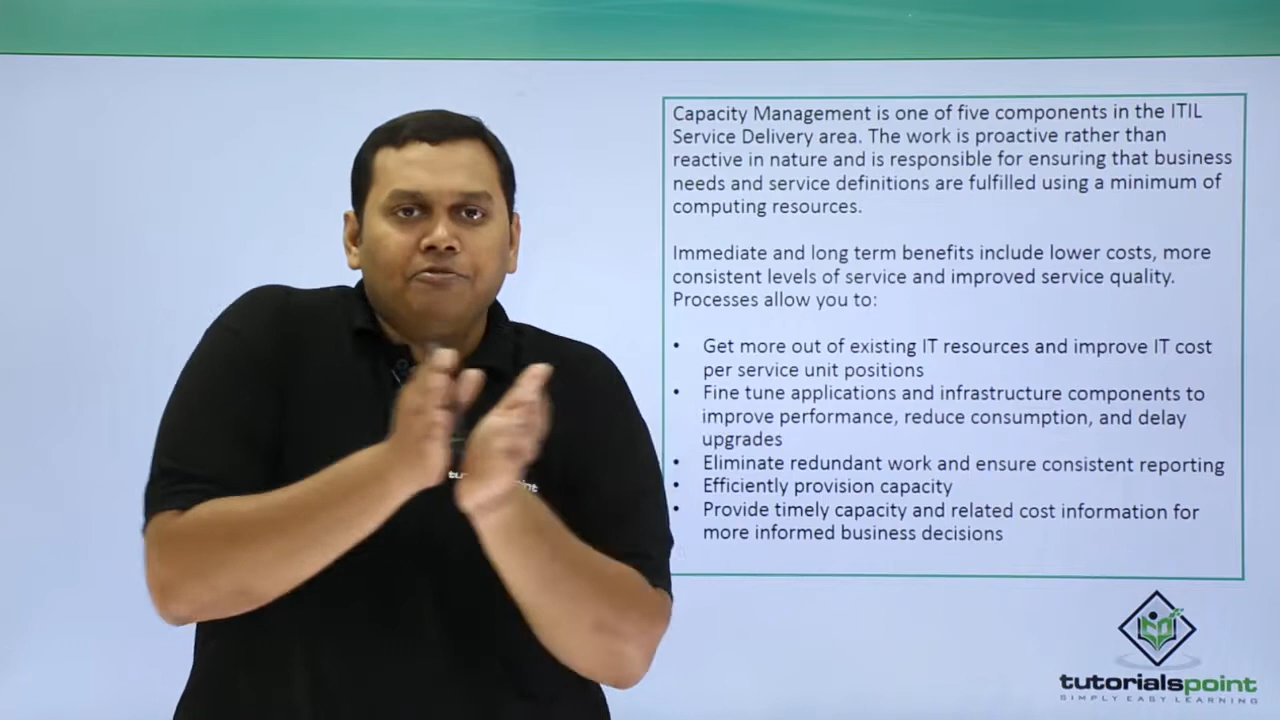 Capacity Management is one of five components in the ITIL
Service Delivery area. The work is proactive rather than
reactive in nature and is responsible for ensuring that business
needs and service definitions are fulfilled using a minimum of
computing resources.
Immediate and long term benefits include lower costs, more
consistent levels of service and improved service quality.
Processes allow you to:
• Get more out of existing IT resources and improve IT cost
per service unit positions
• Fine tune applications and infrastructure components to
improve performance, reduce consumption, and delay
upgrades
• Eliminate redundant work and ensure consistent reporting
• Efficiently provision capacity
• Provide timely capacity and related cost information for
more informed business decisions
tutorialspoint
SIMPLY EASY LEARNING